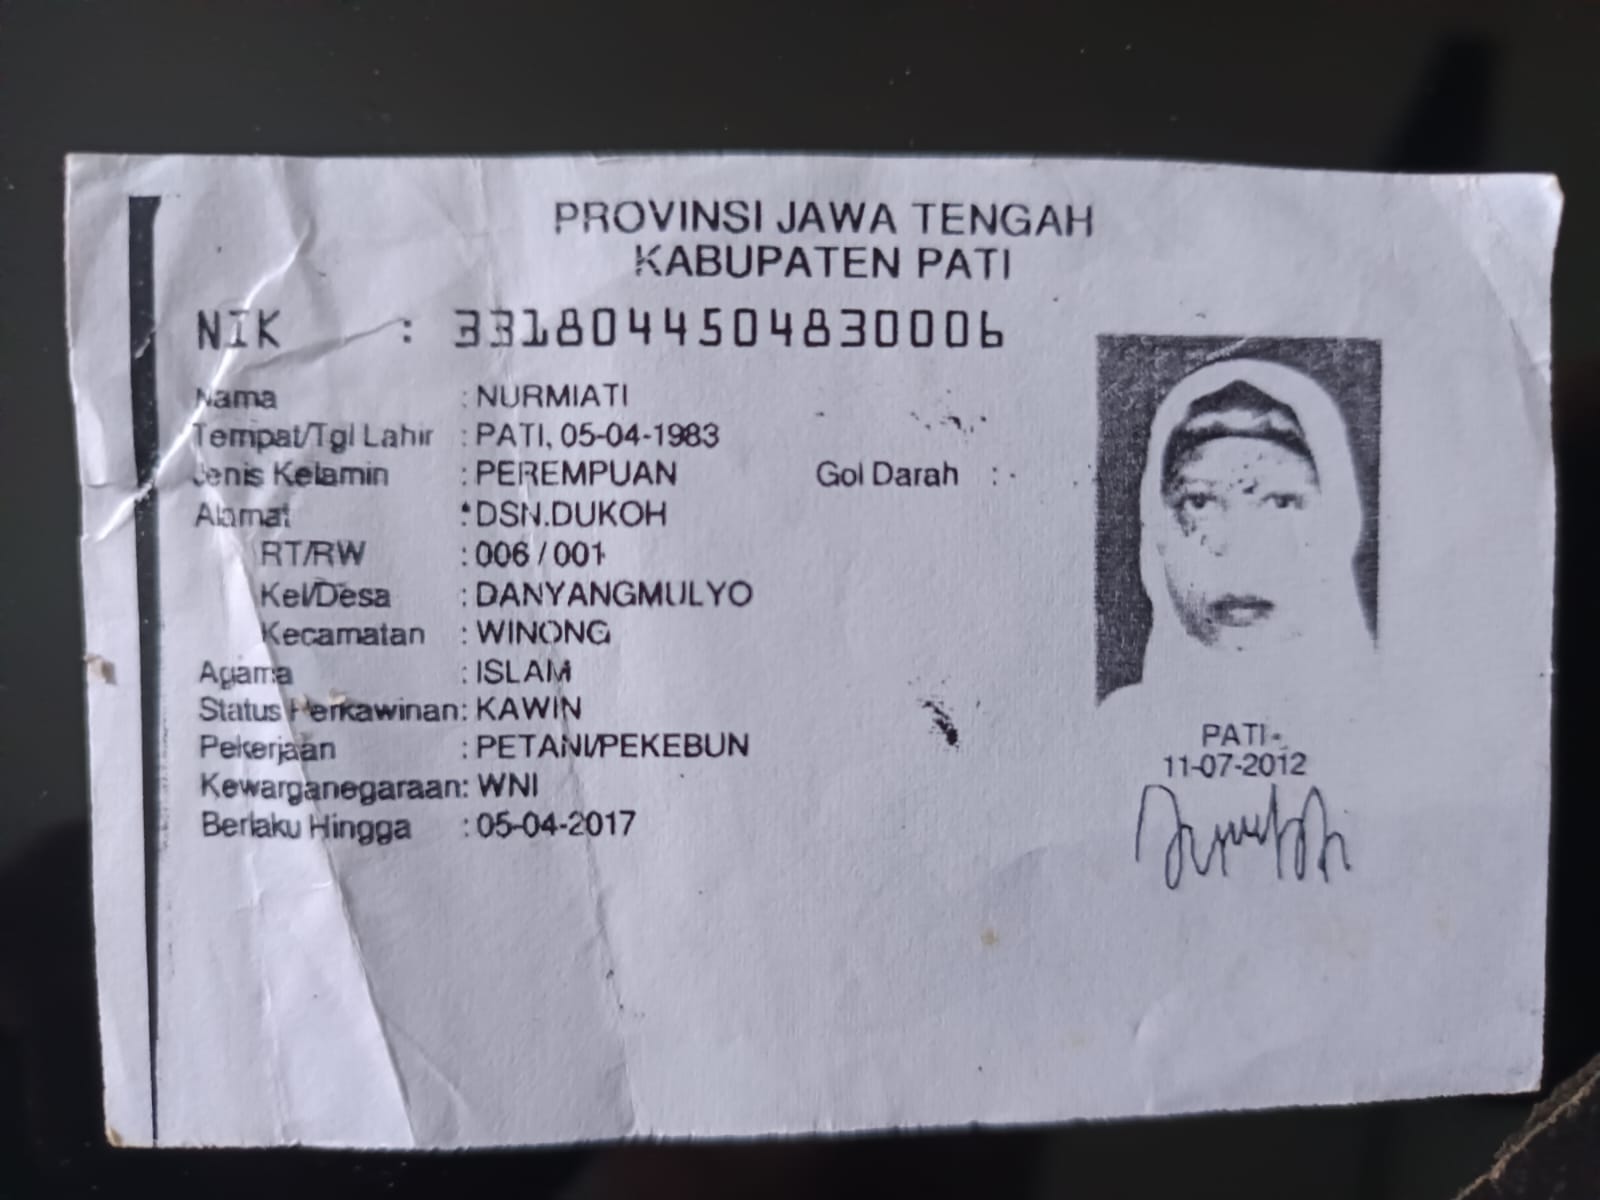 PROVINSI JAWA TENGAH
KABUPATEN PATI
NIK : 3318044504830006
Nama : NURMIATI
Tempat/Tgl Lahir : PATI, 05-04-1983
Jenis Kelamin : PEREMPUAN Gol Darah : -
Alamat : DSN.DUKOH
RT/RW : 006 / 001
Kel/Desa : DANYANGMULYO
Kecamatan : WINONG
Agama : ISLAM
Status Perkawinan: KAWIN
Pekerjaan : PETANI/PEKEBUN
Kewarganegaraan: WNI
Berlaku Hingga : 05-04-2017
PATI
11-07-2012